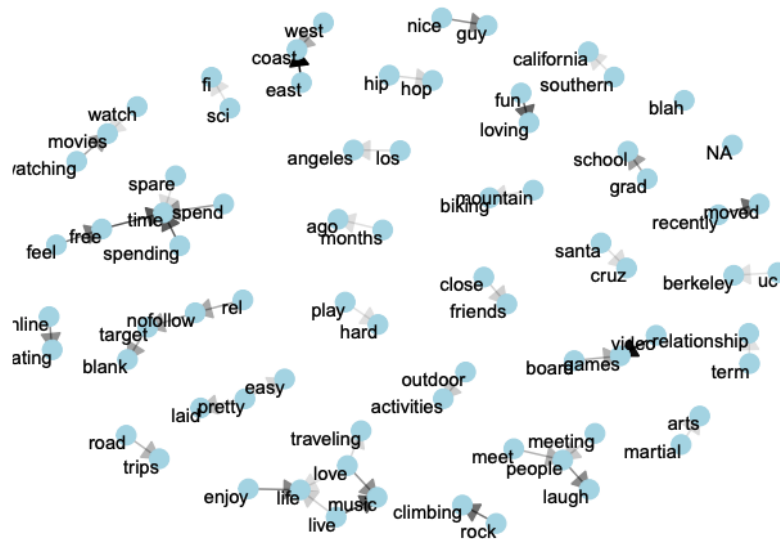 nice
west
guy
coast
california
fi
hip
hop
southern
east
fun
watch
sci
blah
loving
movies
school
NA
angeles
los
watching
grad
spare
mountain
time
spend
biking
moved
free
ago
recently
months
feel
spending
santa
cruz
close
berkeley
uc
rel
play
friends
nline
nofollow
target
hard
video
relationship
ating
blank
board
games
term
outdoor
easy
laid
pretty
activities
arts
road
traveling
meeting
martial
meet
people
trips
love
enjoy
life
music
laugh
live
climbing
rock